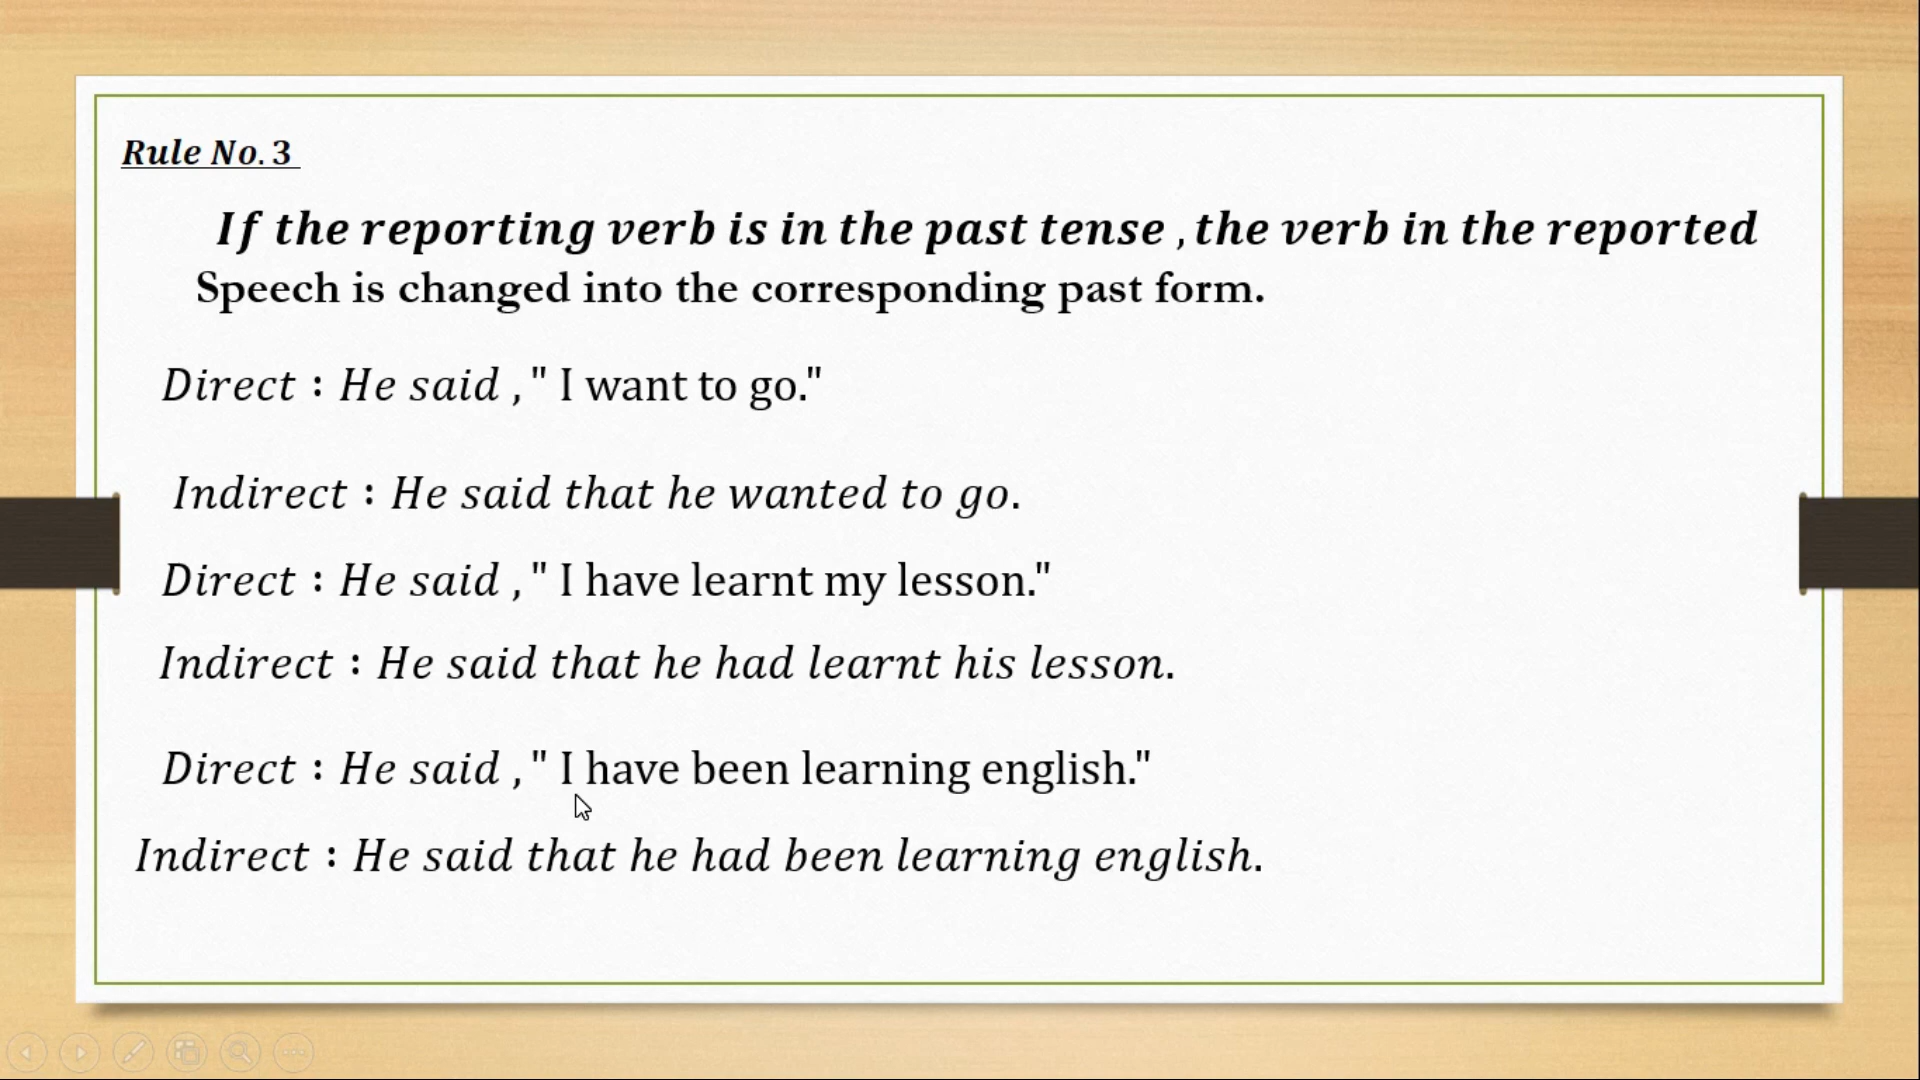 Rule No. 3
If the reporting verb is in the past tense , the verb in the reported
Speech is changed into the corresponding past form.
Direct : He said ," I want to go."
Indirect : He said that he wanted to go.
Direct : He said ," I have learnt my lesson."
Indirect : He said that he had learnt his lesson.
Direct : He said ," I have been learning english."
Indirect : He said that he had been learning english.